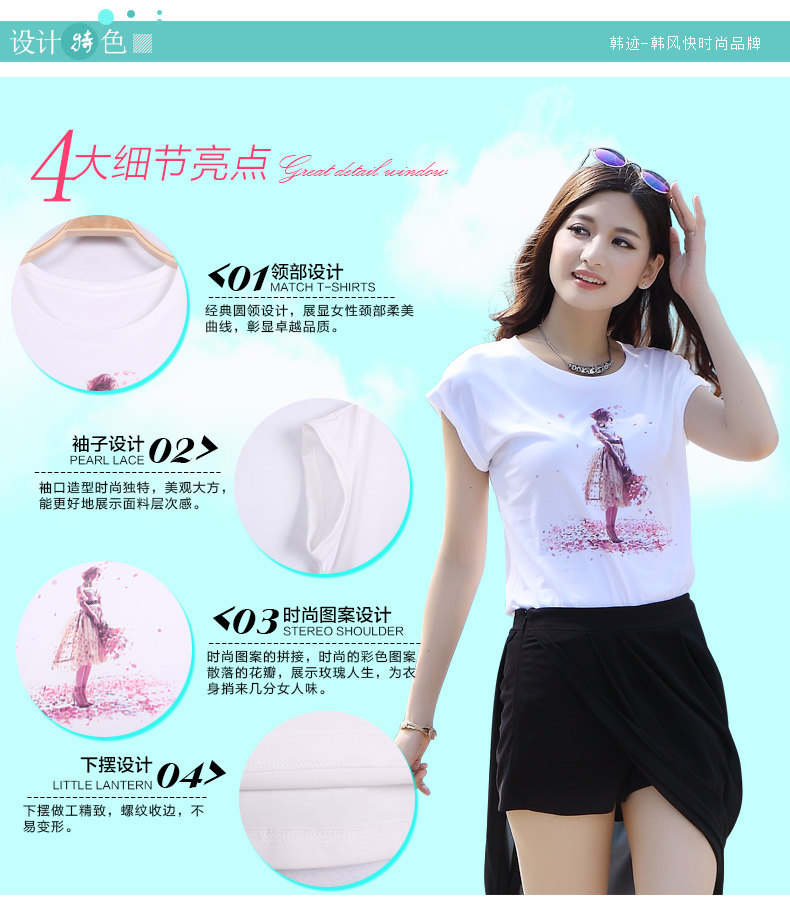 设计特色
韩迹-韩风快时尚品牌
4大细节亮点 Great detail window
01 领部设计
MATCH T-SHIRTS
经典圆领设计，展显女性颈部柔美
曲线，彰显卓越品质。
袖子设计 02
PEARL LACE
袖口造型时尚独特，美观大方，
能更好地展示面料层次感。
03 时尚图案设计
STEREO SHOULDER
时尚图案的拼接，时尚的彩色图案
散落的花瓣，展示玫瑰人生，为衣
身捎来几分女人味。
下摆设计 04
LITTLE LANTERN
下摆做工精致，螺纹收边，不
易变形。